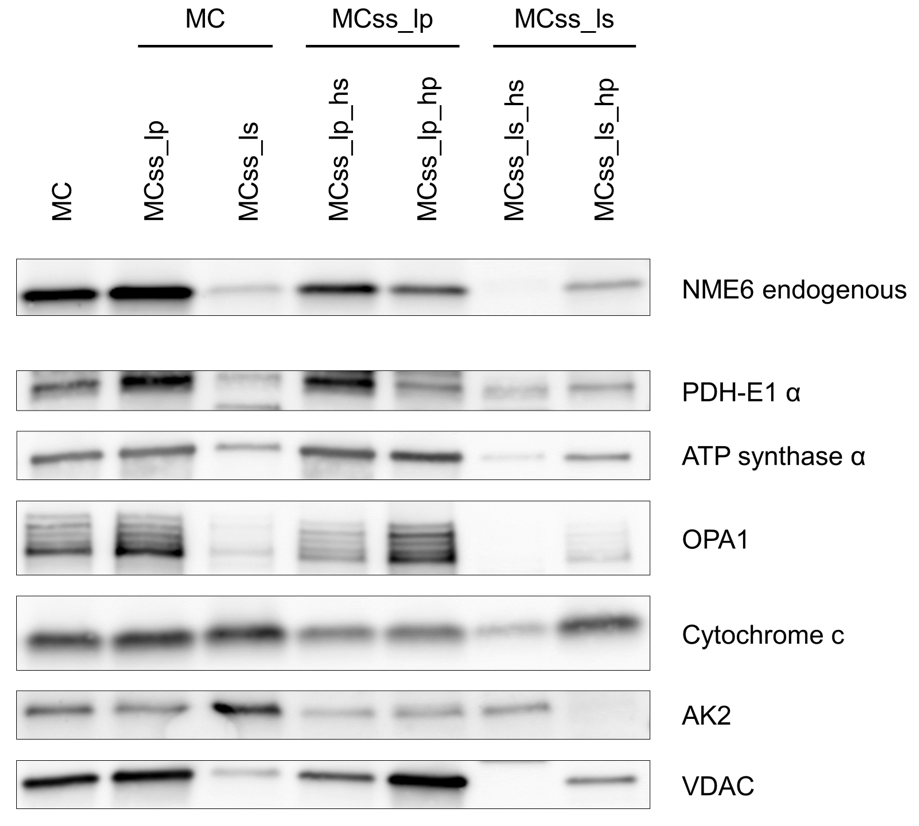 MC
MCss_lp
MCss_ls
MC
MCss_lp
MCss_ls
MCss_lp_hs
MCss_lp_hp
MCss_ls_hs
MCss_ls_hp
NME6 endogenous
PDH-E1 α
ATP synthase α
OPA1
Cytochrome c
AK2
VDAC